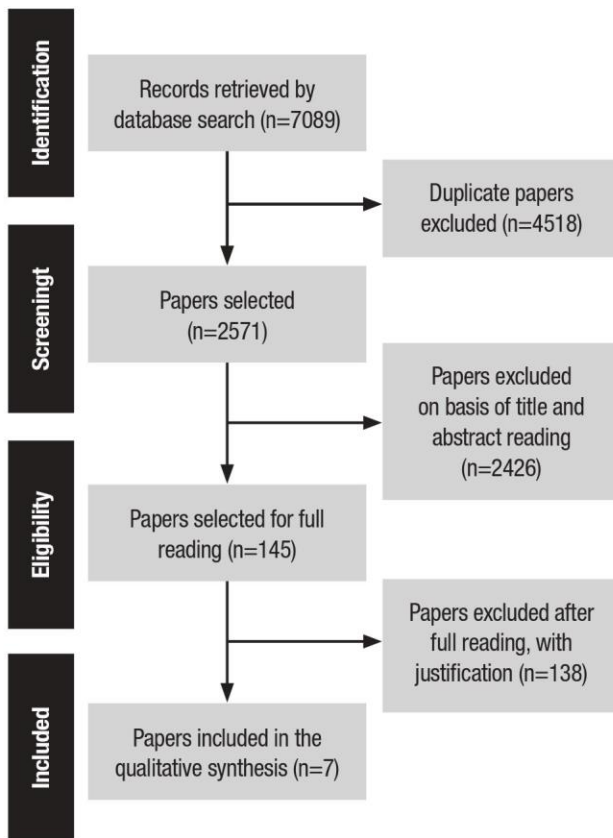 Identification
Records retrieved by
database search (n=7089)
Duplicate papers
excluded (n=4518)
Screeningt
Papers selected
(n=2571)
Papers excluded
on basis of title and
abstract reading
(n=2426)
Eligibility
Papers selected for full
reading (n=145)
Papers excluded after
full reading, with
justification (n=138)
Included
Papers included in the
qualitative synthesis (n=7)